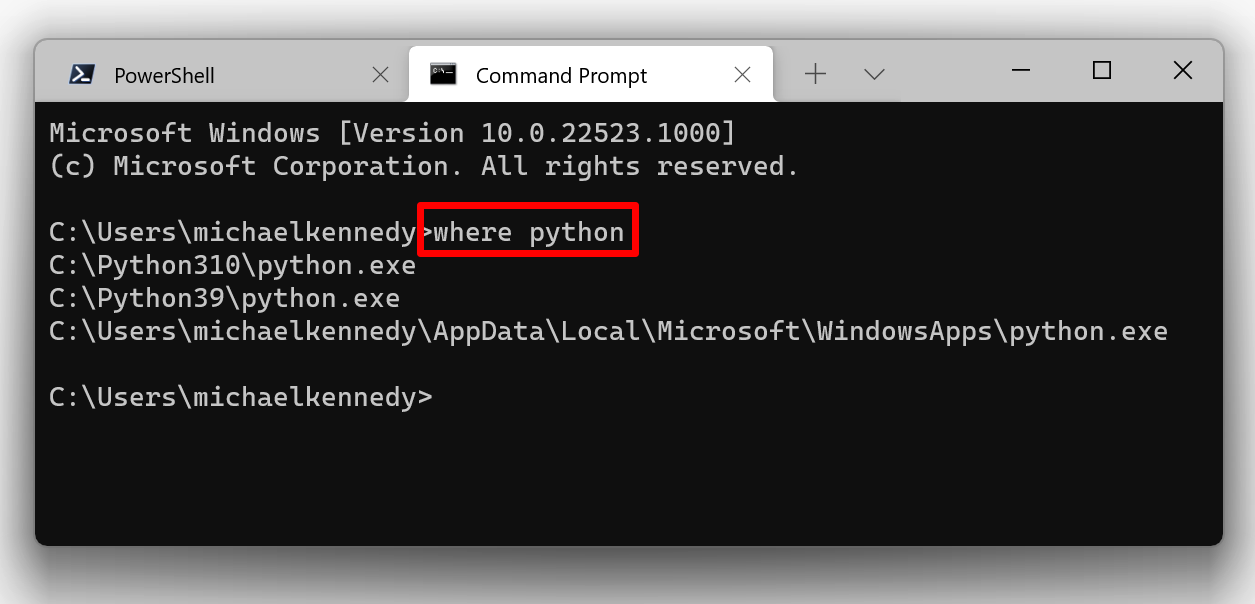 PowerShell
Command Prompt
Microsoft Windows [Version 10.0.22523.1000]
(c) Microsoft Corporation. All rights reserved.
C:\Users\michaelkennedy>where python
C:\Python310\python.exe
C:\Python39\python.exe
C:\Users\michaelkennedy\AppData\Local\Microsoft\WindowsApps\python.exe
C:\Users\michaelkennedy>